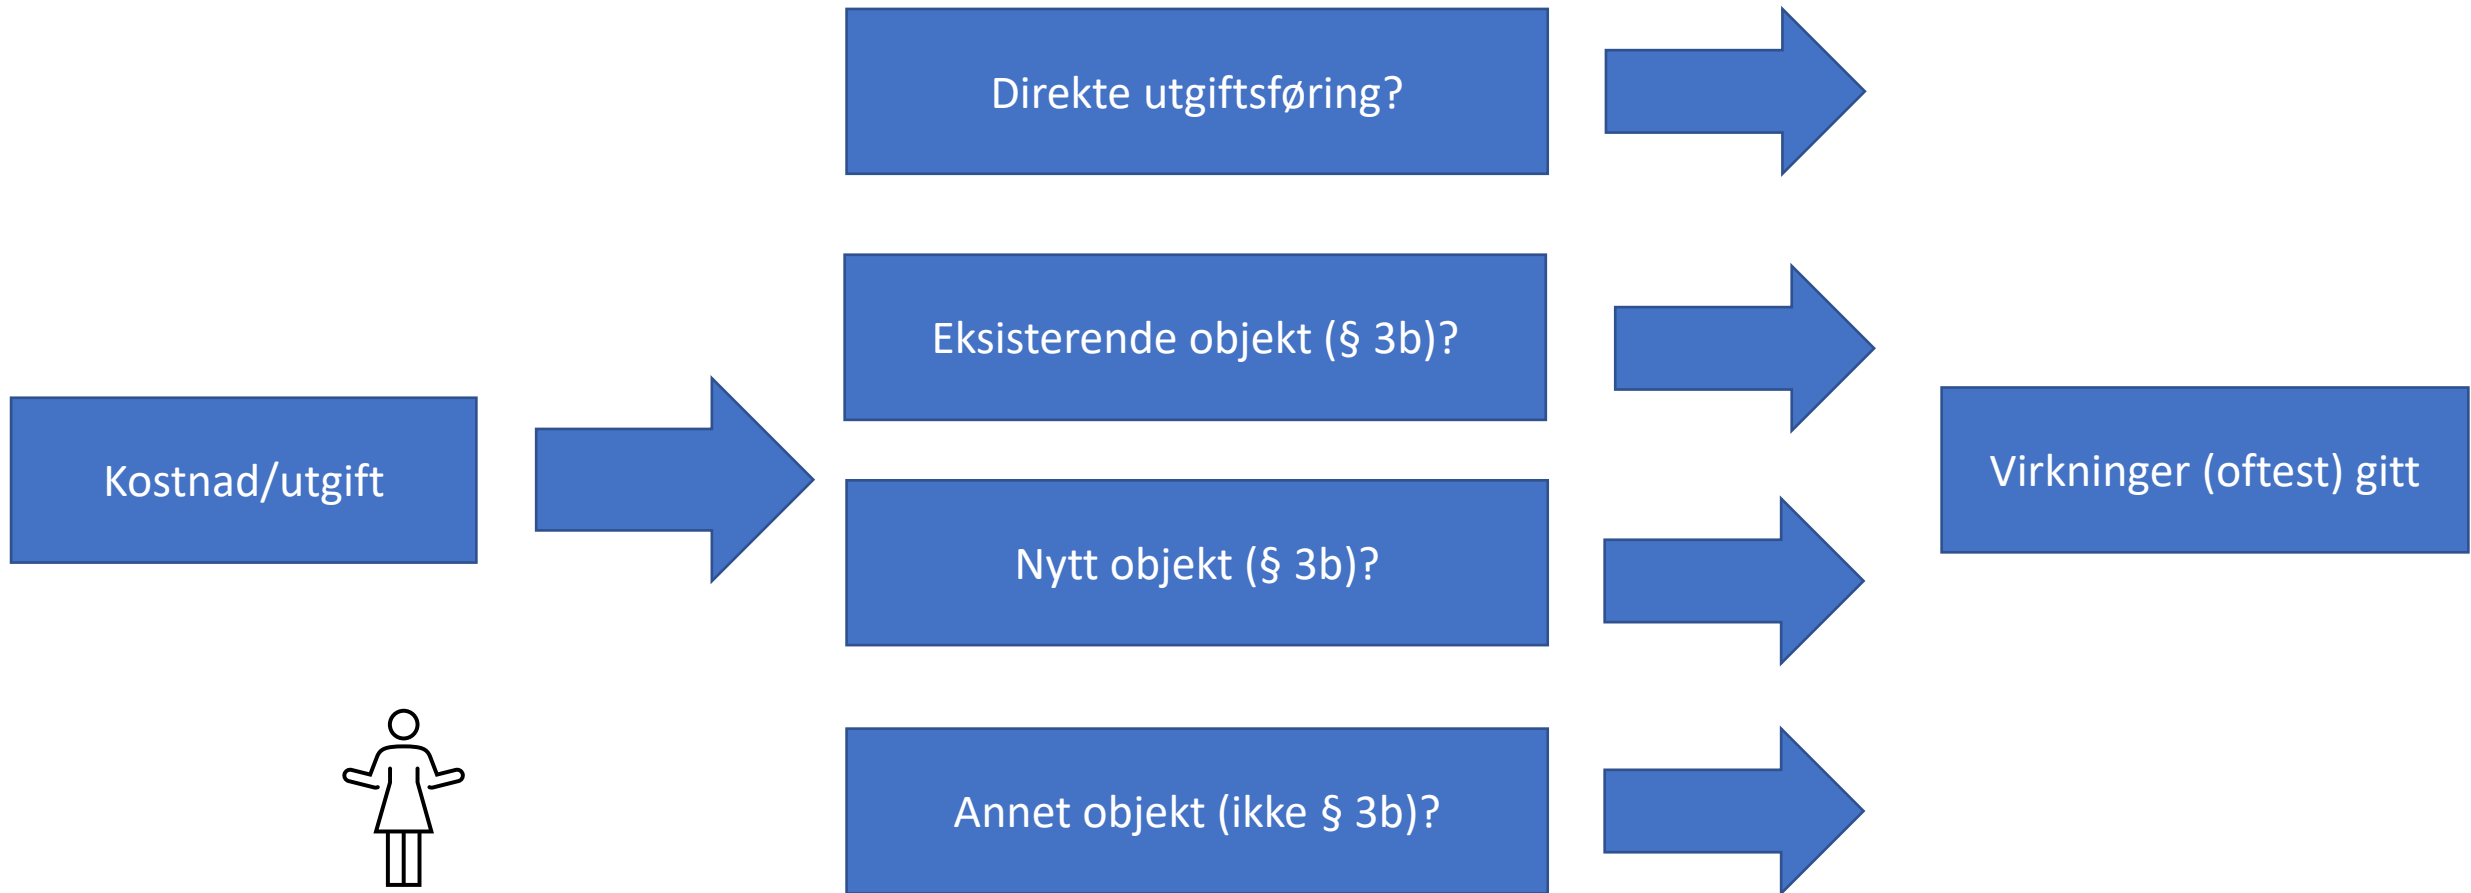 Direkte utgiftsføring?
Eksisterende objekt (§ 3b)?
Kostnad/utgift
Virkninger (oftest) gitt
Nytt objekt (§ 3b)?
Annet objekt (ikke § 3b)?